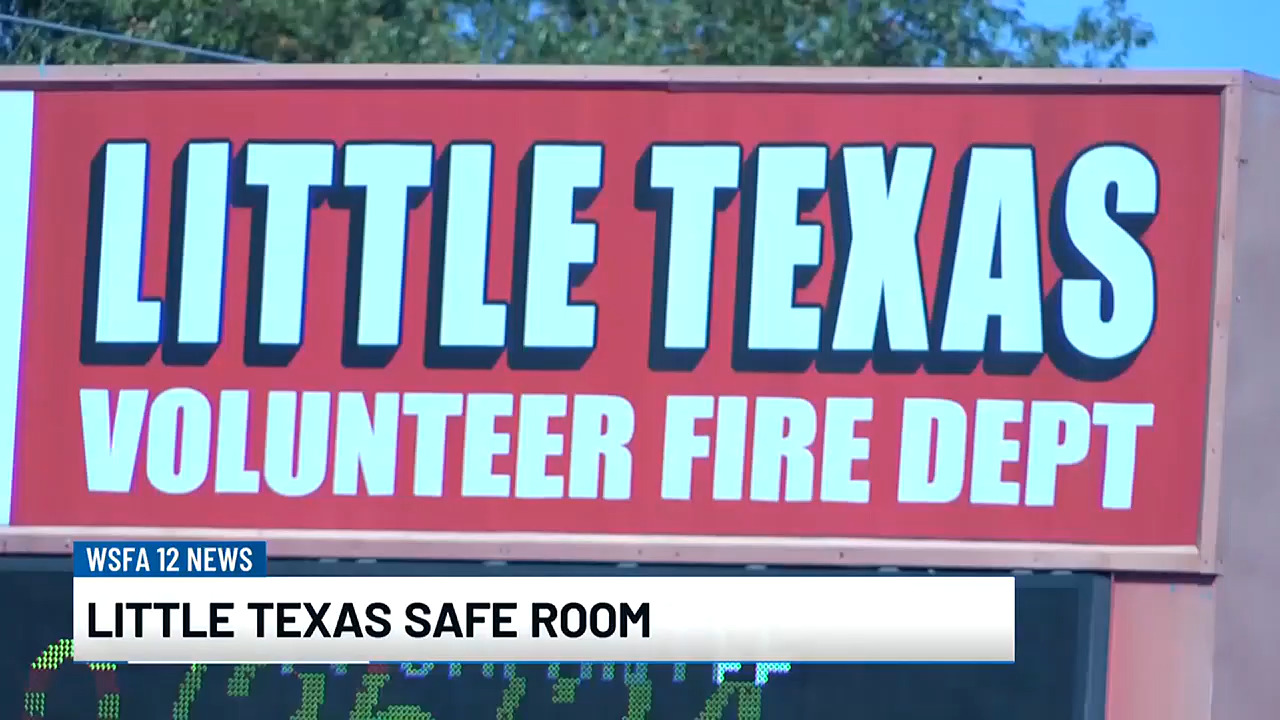 LITTLE TEXAS
VOLUNTEER FIRE DEPT
WSFA 12 NEWS
LITTLE TEXAS SAFE ROOM